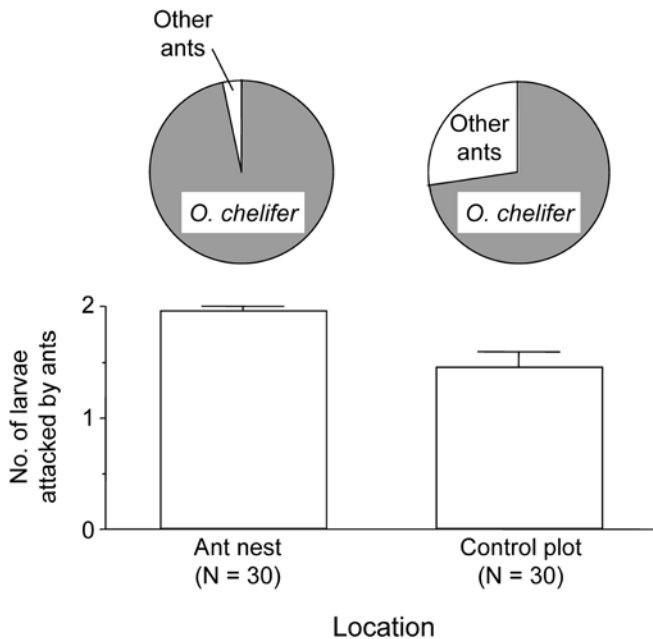 Other
ants
Other
ants
O. chelifer
O. chelifer
2
1
0
No. of larvae
attacked by ants
Ant nest
(N = 30)
Control plot
(N = 30)
Location